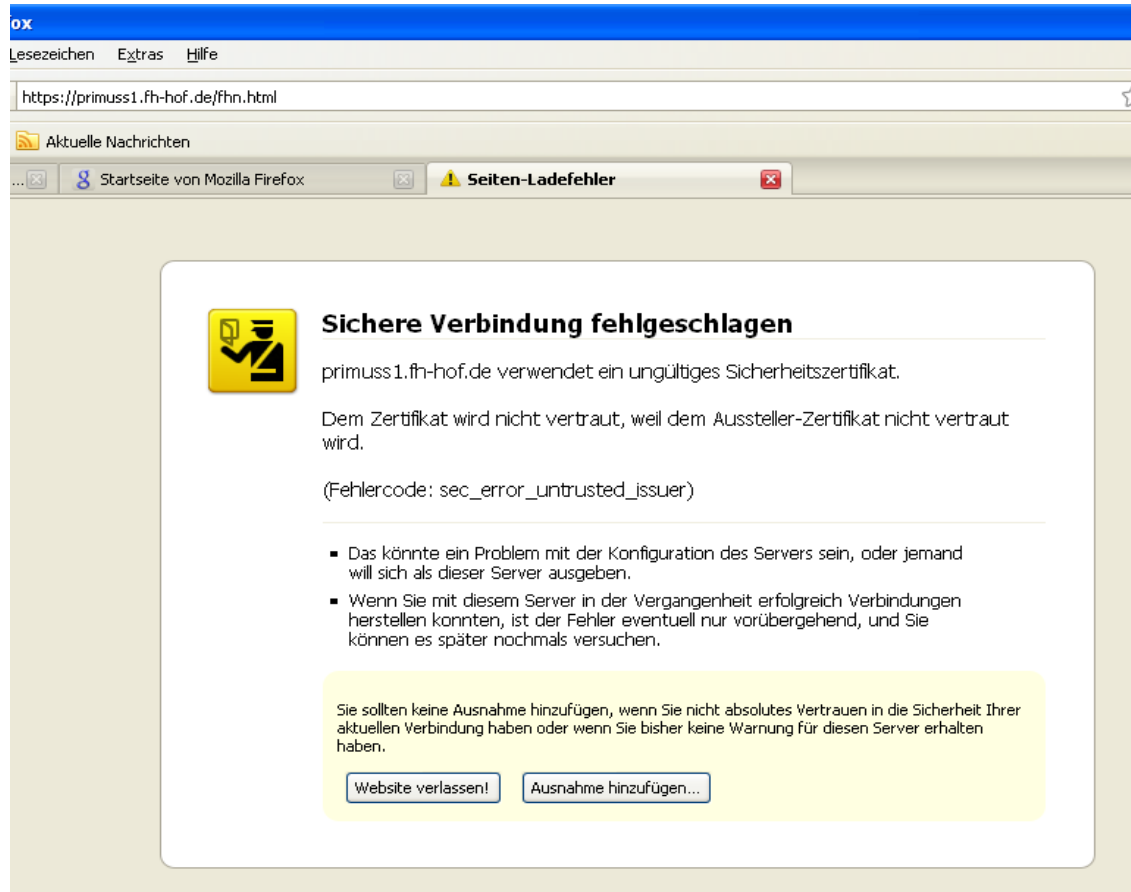 ox
Lesezeichen Extras Hilfe
https://primuss1.fh-hof.de/fhn.html
Aktuelle Nachrichten
... Startseite von Mozilla Firefox Seiten-Ladefehler
Sichere Verbindung fehlgeschlagen
primuss1.fh-hof.de verwendet ein ungültiges Sicherheitszertifikat.
Dem Zertifikat wird nicht vertraut, weil dem Aussteller-Zertifikat nicht vertraut
wird.
(Fehlercode: sec_error_untrusted_issuer)
▪ Das könnte ein Problem mit der Konfiguration des Servers sein, oder jemand
will sich als dieser Server ausgeben.
▪ Wenn Sie mit diesem Server in der Vergangenheit erfolgreich Verbindungen
herstellen konnten, ist der Fehler eventuell nur vorübergehend, und Sie
können es später nochmals versuchen.
Sie sollten keine Ausnahme hinzufügen, wenn Sie nicht absolutes Vertrauen in die Sicherheit Ihrer
aktuellen Verbindung haben oder wenn Sie bisher keine Warnung für diesen Server erhalten
haben.
Website verlassen! Ausnahme hinzufügen...